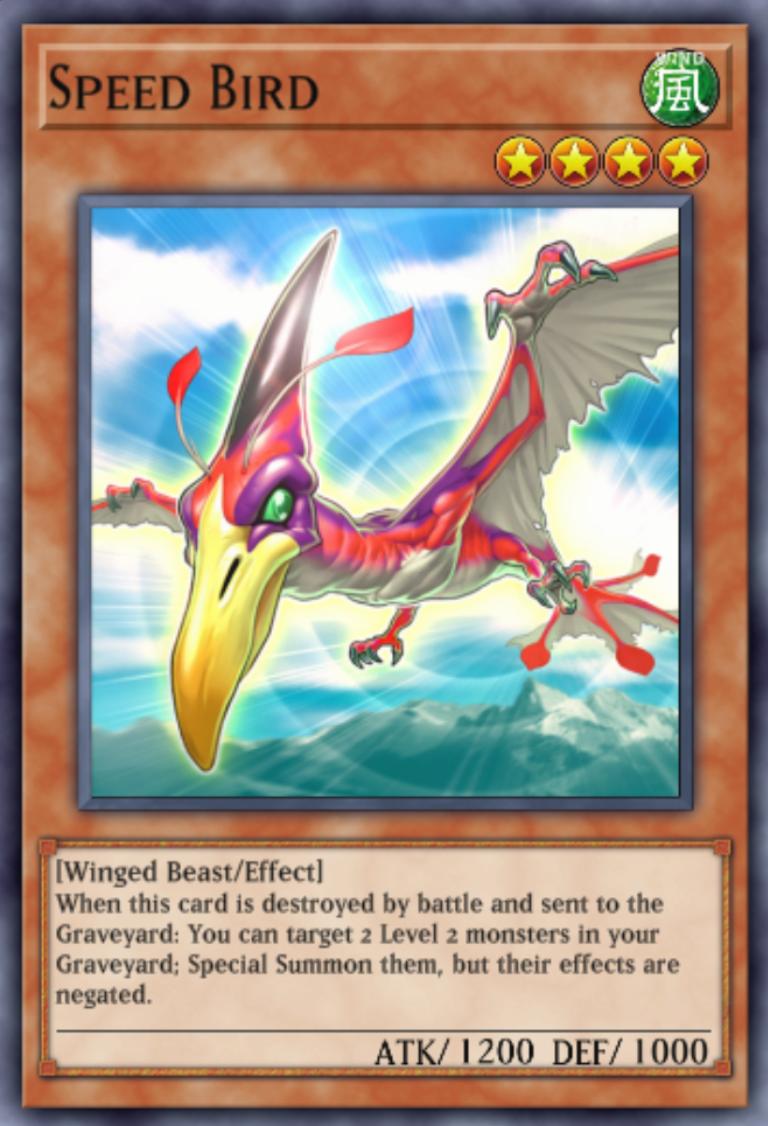 SPEED BIRD
WIND
風
[Winged Beast/Effect]
When this card is destroyed by battle and sent to the
Graveyard: You can target 2 Level 2 monsters in your
Graveyard; Special Summon them, but their effects are
negated.
ATK/ 1200 DEF/ 1000